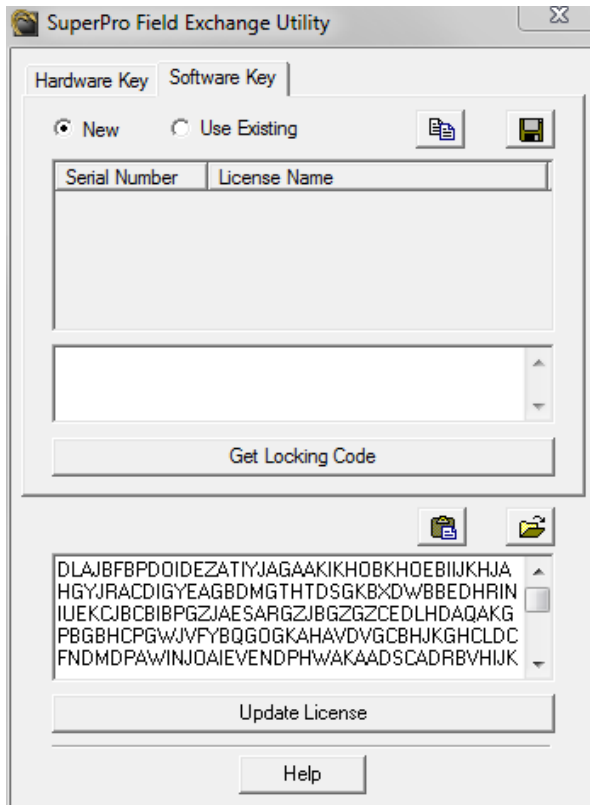 SuperPro Field Exchange Utility
Hardware Key Software Key
New Use Existing
Serial Number License Name
Get Locking Code
DLAJBFBPDOIDEZATIYJAGAAKIKHOBKHOEBIIJKHJA
HGYJRACDIGYEAGBDMGTHTDSGKBXDWBBEDHRIN
IUEKCJBCBIBPGZJAESARGZJBGZGZCEDLHDAQAKG
PBGBHCPGWJVFYBQGOGKAHAVDVGCBHJKGHCLDC
FNDMDPAWINJOAIEVENDPHWAKAADSCADRBVHIJK
Update License
Help